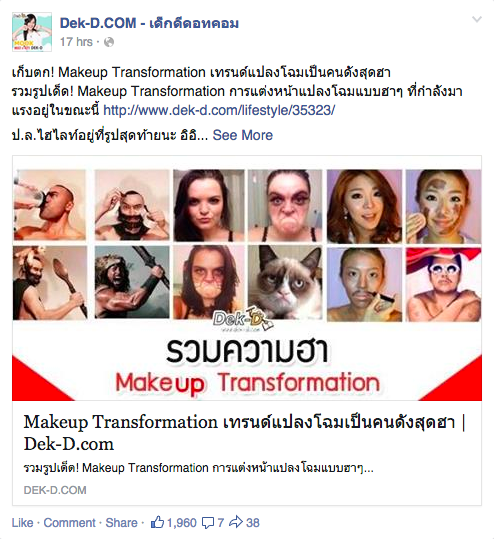 Dek-D.COM - เด็กดีดอทคอม
17 hrs ·
เก็บตก! Makeup Transformation เทรนด์แปลงโฉมเป็นคนดังสุดฮา
รวมรูปเด็ด! Makeup Transformation การแต่งหน้าแปลงโฉมแบบฮาๆ ที่กำลังมา
แรงอยู่ในขณะนี้ http://www.dek-d.com/lifestyle/35323/
ป.ล.ไฮไลท์อยู่ที่รูปสุดท้ายนะ อิอิ... See More
Dek-D
www.dek-d.com
รวมความฮา
Makeup Transformation
Makeup Transformation เทรนด์แปลงโฉมเป็นคนดังสุดฮา |
Dek-D.com
รวมรูปเด็ด! Makeup Transformation การแต่งหน้าแปลงโฉมแบบฮาๆ...
DEK-D.COM
Like · Comment · Share · 1,960 7 38